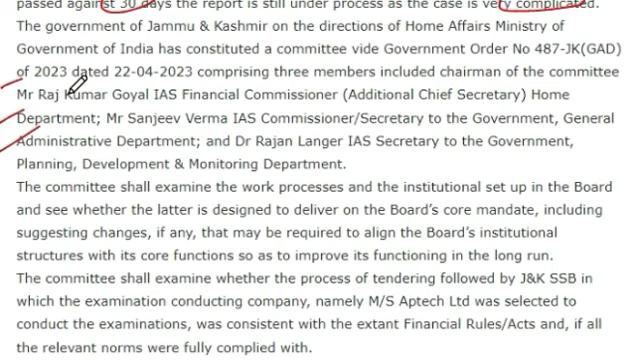 passed against 30 days the report is still under process as the case is very complicated.
The government of Jammu & Kashmir on the directions of Home Affairs Ministry of
Government of India has constituted a committee vide Government Order No 487-JK(GAD)
of 2023 dated 22-04-2023 comprising three members included chairman of the committee
Mr Raj Kumar Goyal IAS Financial Commissioner (Additional Chief Secretary) Home
Department; Mr Sanjeev Verma IAS Commissioner/Secretary to the Government, General
Administrative Department; and Dr Rajan Langer IAS Secretary to the Government,
Planning, Development & Monitoring Department.
The committee shall examine the work processes and the institutional set up in the Board
and see whether the latter is designed to deliver on the Board's core mandate, including
suggesting changes, if any, that may be required to align the Board's institutional
structures with its core functions so as to improve its functioning in the long run.
The committee shall examine whether the process of tendering followed by J&K SSB in
which the examination conducting company, namely M/S Aptech Ltd was selected to
conduct the examinations, was consistent with the extant Financial Rules/Acts and, if all
the relevant norms were fully complied with.